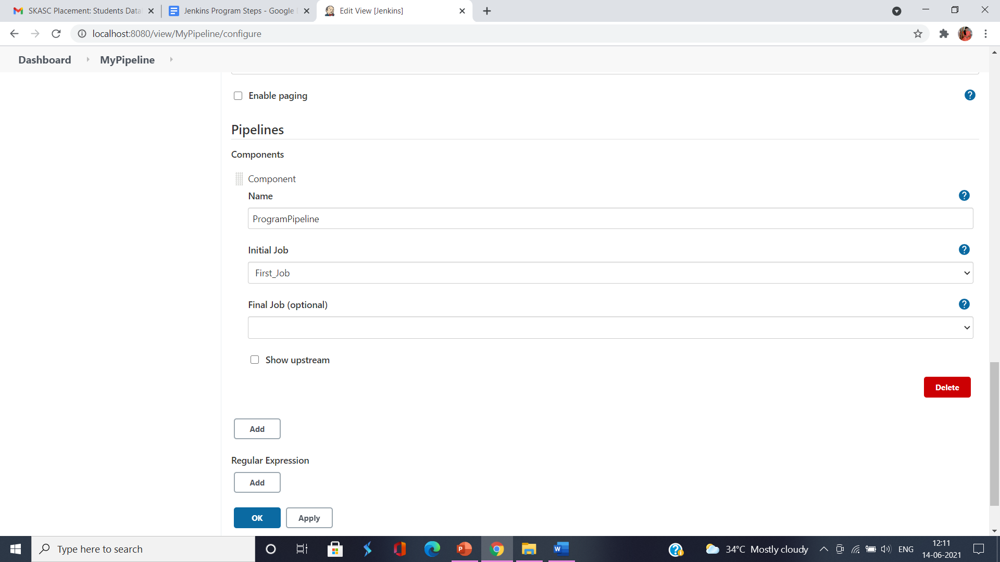 SKASC Placement: Students Data
Jenkins Program Steps - Google
Edit View [Jenkins]
localhost:8080/view/MyPipeline/configure
Dashboard
MyPipeline
Enable paging
?
Pipelines
Components
Component
Name
?
ProgramPipeline
Initial Job
?
First_Job
Final Job (optional)
?
Show upstream
Delete
Add
Regular Expression
Add
OK
Apply
Type here to search
34°C Mostly cloudy
ENG
12:11
14-06-2021